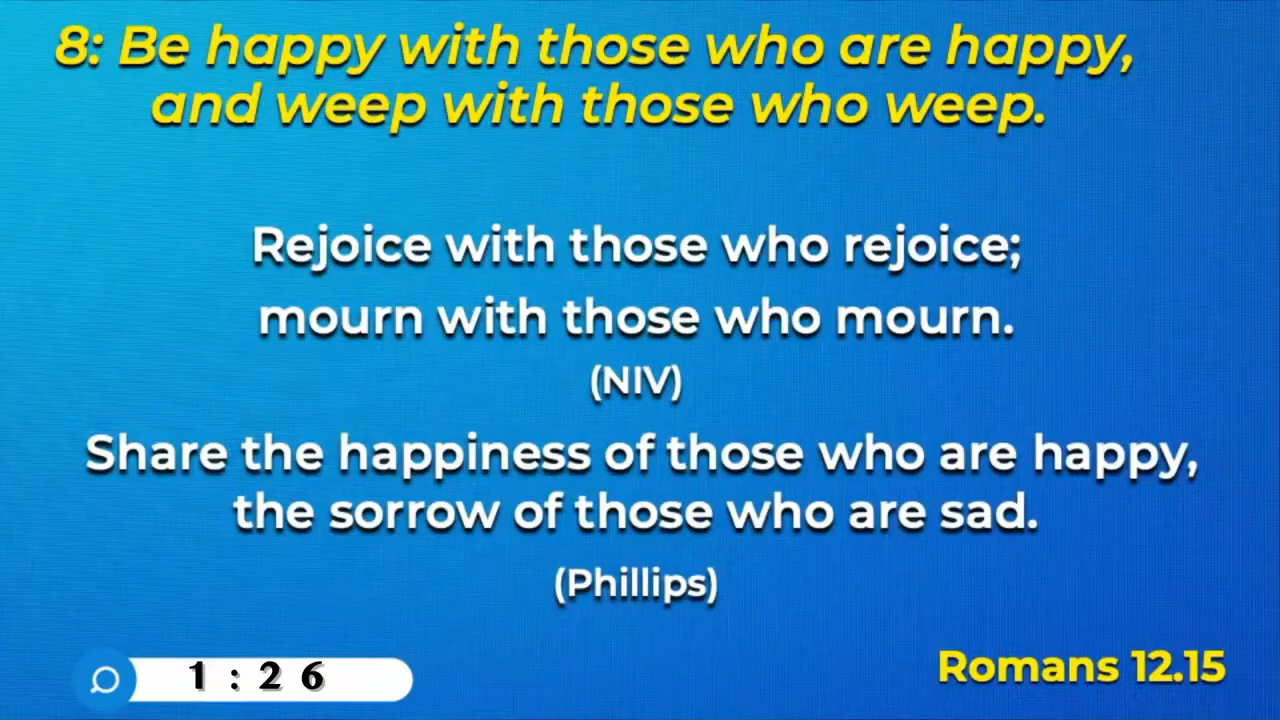 8: Be happy with those who are happy,
and weep with those who weep.
Rejoice with those who rejoice;
mourn with those who mourn.
(NIV)
Share the happiness of those who are happy,
the sorrow of those who are sad.
(Phillips)
1:26
Romans 12.15